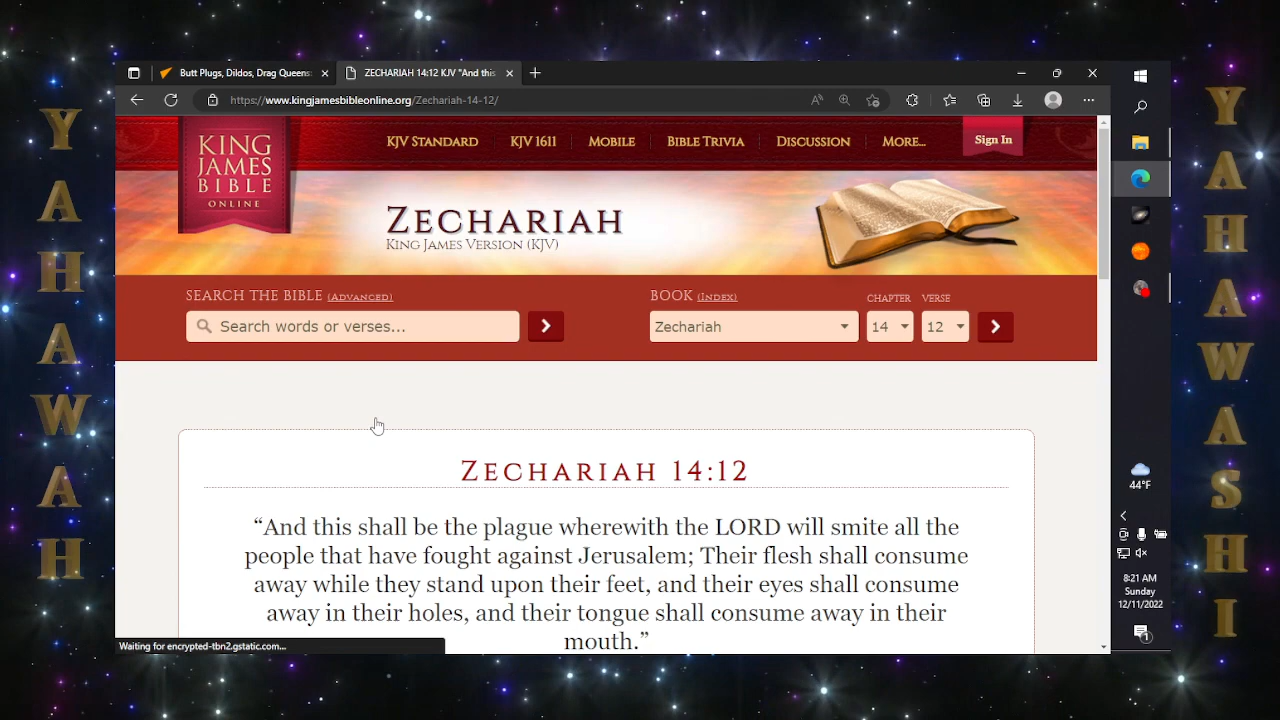 YAHAWAH
Butt Plugs, Dildos, Drag Queens:
ZECHARIAH 14:12 KJV "And this
https://www.kingjamesbibleonline.org/Zechariah-14-12/
KING
JAMES
BIBLE
ONLINE
KJV STANDARD
KJV 1611
MOBILE
BIBLE TRIVIA
DISCUSSION
MORE...
Sign In
ZECHARIAH
KING JAMES VERSION (KJV)
SEARCH THE BIBLE (ADVANCED)
Search words or verses...
BOOK (INDEX)
CHAPTER
VERSE
Zechariah
14
12
ZECHARIAH 14:12
“And this shall be the plague wherewith the LORD will smite all the
people that have fought against Jerusalem; Their flesh shall consume
away while they stand upon their feet, and their eyes shall consume
away in their holes, and their tongue shall consume away in their
mouth.”
Waiting for encrypted-tbn2.gstatic.com...
44°F
8:21 AM
Sunday
12/11/2022
1
YAHAWASHI